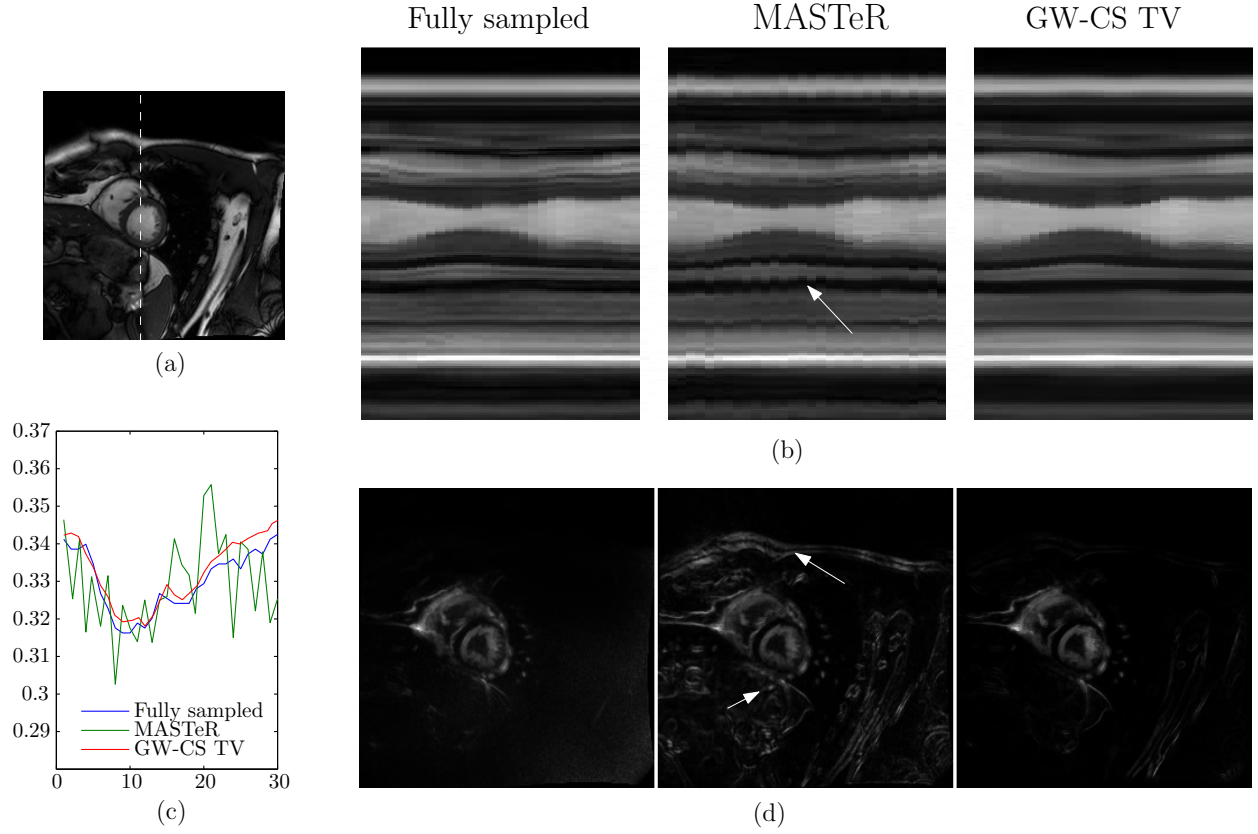 Fully sampled
MASTeR
GW-CS TV
(a)
(b)
0.37
0.36
0.35
0.34
0.33
0.32
0.31
0.3
0.29
Fully sampled
MASTeR
GW-CS TV
0
10
20
30
(c)
(d)